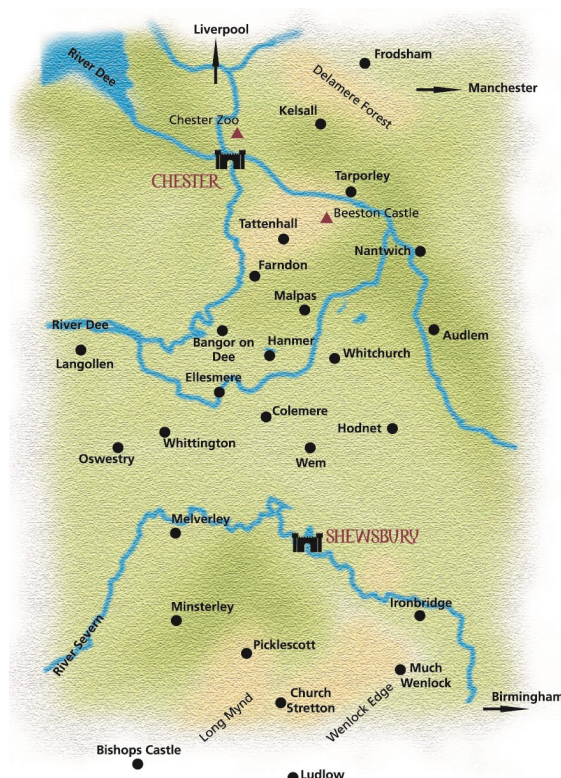 Liverpool
River Dee
Frodsham
Delamere Forest
Manchester
Kelsall
Chester Zoo
CHESTER
Tarporley
Beeston Castle
Tattenhall
Nantwich
Farndon
Malpas
River Dee
Bangor on
Dee
Hanmer
Audlem
Langollen
Whitchurch
Ellesmere
Colemere
Hodnet
Whittington
Oswestry
Wem
Melverley
SHEWSBURY
Minsterley
Ironbridge
River Severn
Picklescott
Much
Wenlock
Long Mynd
Church
Stretton
Wenlock Edge
Birmingham
Bishops Castle
Ludlow